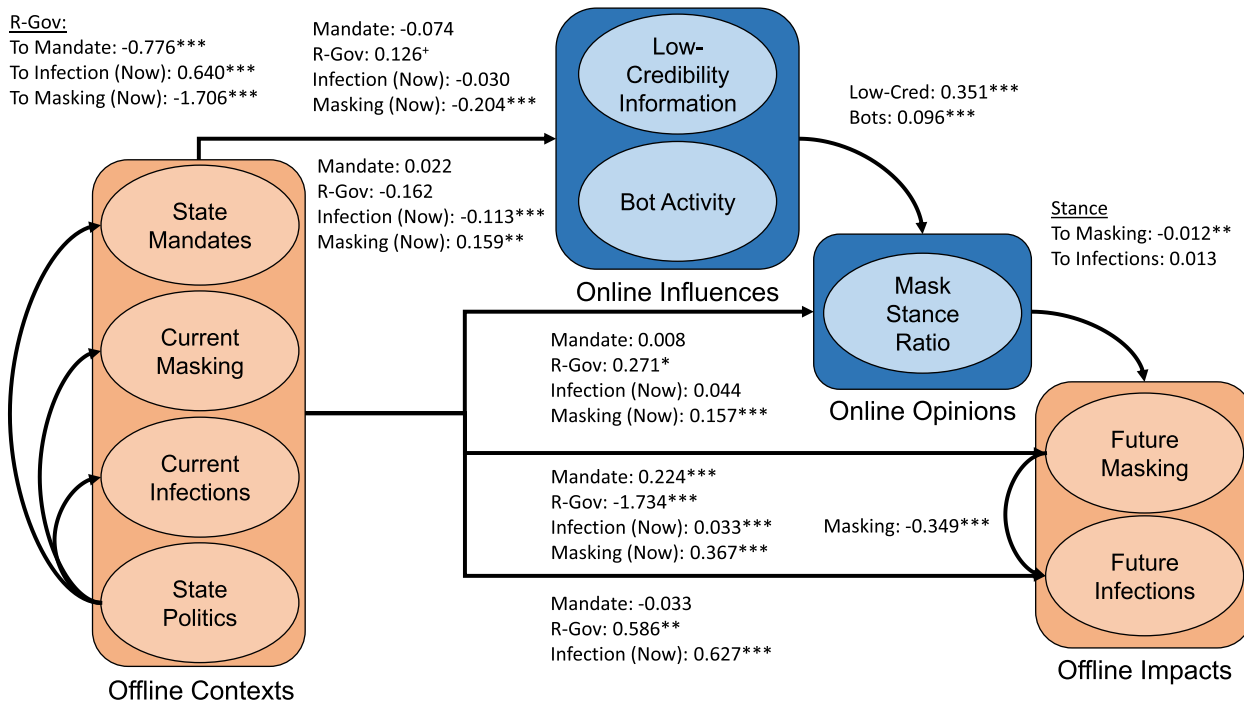 R-Gov:
To Mandate: -0.776***
To Infection (Now): 0.640***
To Masking (Now): -1.706***
Mandate: -0.074
R-Gov: 0.126⁺
Infection (Now): -0.030
Masking (Now): -0.204***
Low-
Credibility
Information
Bot Activity
Online Influences
Low-Cred: 0.351***
Bots: 0.096***
Mandate: 0.022
R-Gov: -0.162
Infection (Now): -0.113***
Masking (Now): 0.159**
State
Mandates
Current
Masking
Current
Infections
State
Politics
Offline Contexts
Stance
To Masking: -0.012**
To Infections: 0.013
Mask
Stance
Ratio
Online Opinions
Mandate: 0.008
R-Gov: 0.271*
Infection (Now): 0.044
Masking (Now): 0.157***
Mandate: 0.224***
R-Gov: -1.734***
Infection (Now): 0.033***
Masking (Now): 0.367***
Masking: -0.349***
Future
Masking
Future
Infections
Offline Impacts
Mandate: -0.033
R-Gov: 0.586**
Infection (Now): 0.627***